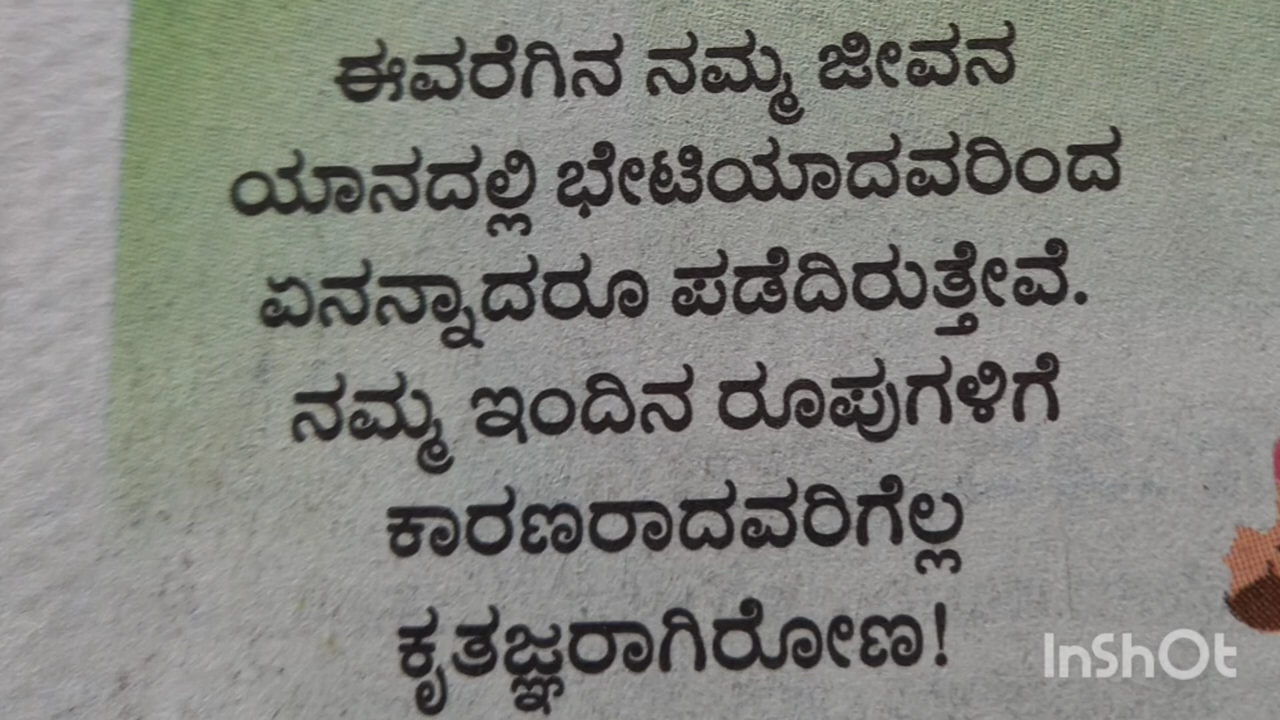 ಈವರೆಗಿನ ನಮ್ಮ ಜೀವನ
ಯಾನದಲ್ಲಿ ಭೇಟಿಯಾದವರಿಂದ
ಏನನ್ನಾದರೂ ಪಡೆದಿರುತ್ತೇವೆ.
ನಮ್ಮ ಇಂದಿನ ರೂಪುಗಳಿಗೆ
ಕಾರಣರಾದವರಿಗೆಲ್ಲ
ಕೃತಜ್ಞರಾಗಿರೋಣ!
InShOt